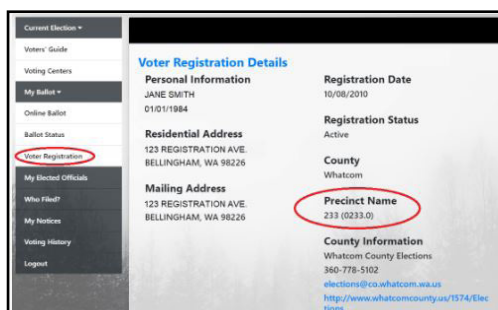 Current Election
Voters' Guide
Voting Centers
My Ballot
Online Ballot
Ballot Status
Voter Registration
My Elected Officials
Who Filed?
My Notices
Voting History
Logout
Voter Registration Details
Personal Information
JANE SMITH
01/01/1984
Residential Address
123 REGISTRATION AVE.
BELLINGHAM, WA 98226
Mailing Address
123 REGISTRATION AVE.
BELLINGHAM, WA 98226
Registration Date
10/08/2010
Registration Status
Active
County
Whatcom
Precinct Name
233 (0233.0)
County Information
Whatcom County Elections
360-778-5102
elections@co.whatcom.wa.us
http://www.whatcomcounty.us/1574/Elec
tions